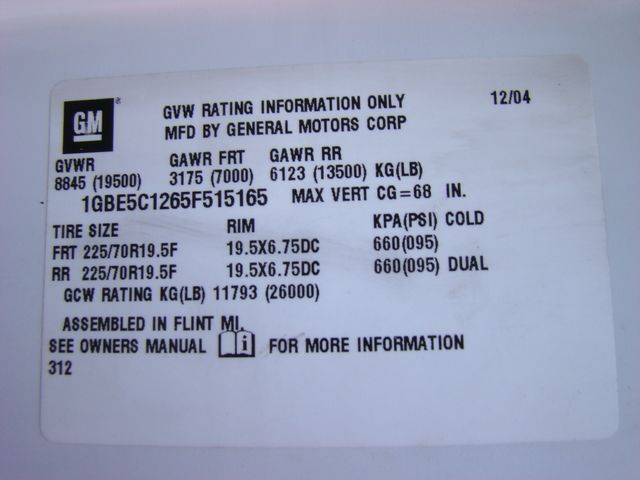 GM ® GVW RATING INFORMATION ONLY 12/04
MFD BY GENERAL MOTORS CORP
GVWR GAWR FRT GAWR RR
8845 (19500) 3175 (7000) 6123 (13500) KG(LB)
1GBE5C1265F515165 MAX VERT CG=68 IN.
TIRE SIZE RIM KPA(PSI) COLD
FRT 225/70R19.5F 19.5X6.75DC 660(095)
RR 225/70R19.5F 19.5X6.75DC 660(095) DUAL
GCW RATING KG(LB) 11793 (26000)
ASSEMBLED IN FLINT MI.
SEE OWNERS MANUAL i FOR MORE INFORMATION
312